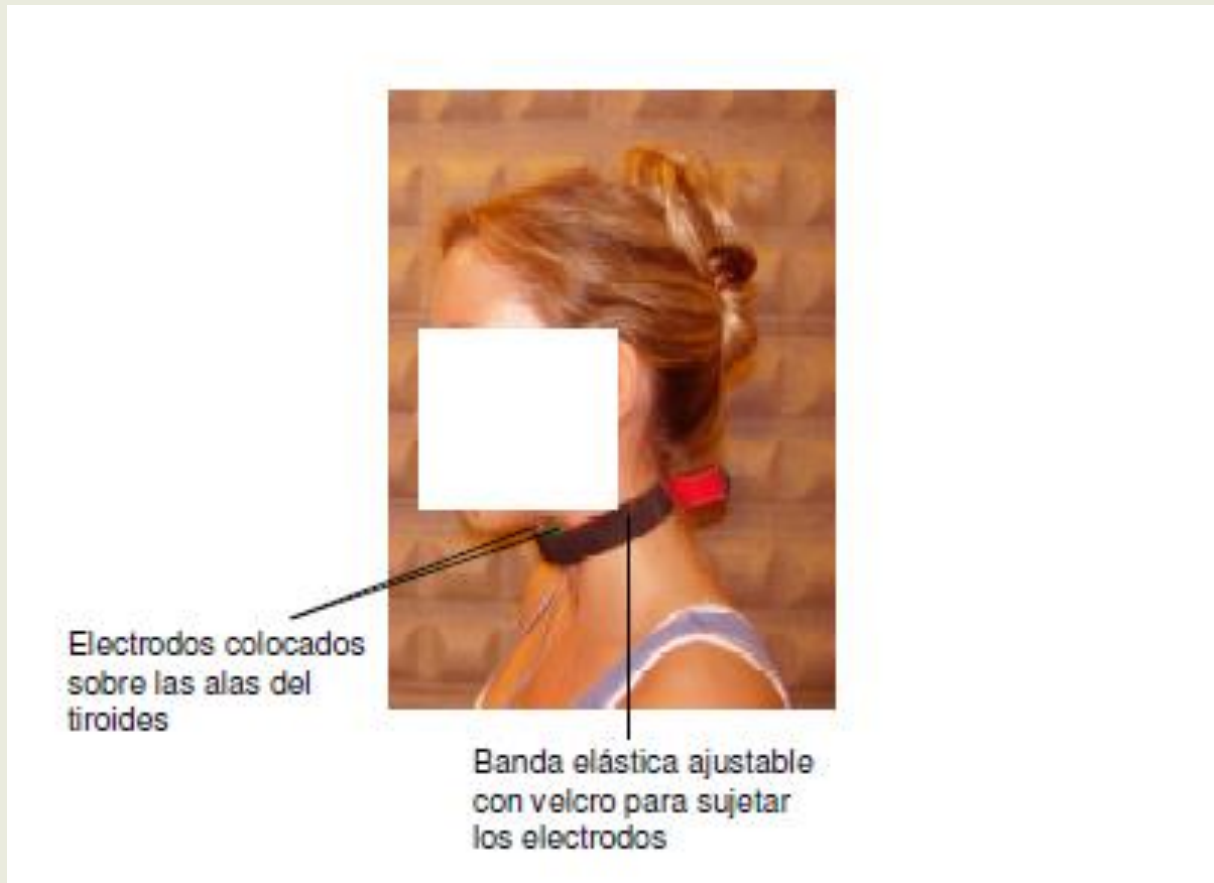 Electrodos colocados
sobre las alas del
tiroides
Banda elástica ajustable
con velcro para sujetar
los electrodos